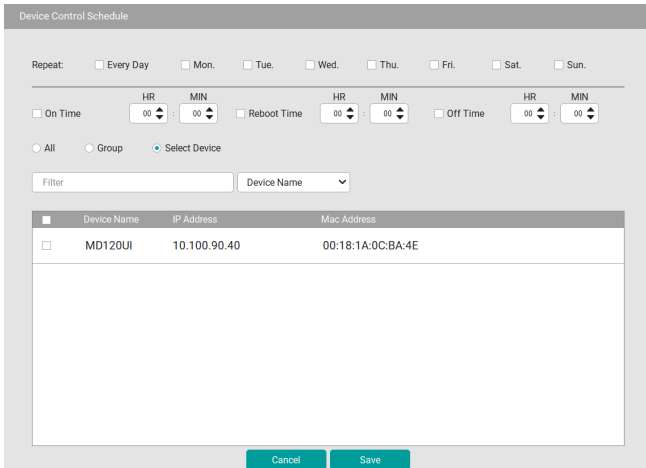 Device Control Schedule
Repeat: Every Day Mon. Tue. Wed. Thu. Fri. Sat. Sun.
HR MIN HR MIN HR MIN
On Time 00 : 00 Reboot Time 00 : 00 Off Time 00 : 00
All Group Select Device
Filter Device Name
Device Name IP Address Mac Address
MD120UI 10.100.90.40 00:18:1A:0C:BA:4E
Cancel Save